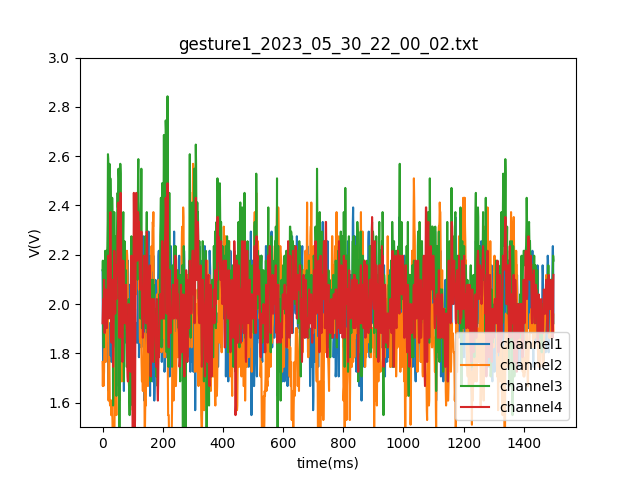 gesture1_2023_05_30_22_00_02.txt
3.0
2.8
2.6
2.4
2.2
2.0
1.8
1.6
V(V)
channel1
channel2
channel3
channel4
0 200 400 600 800 1000 1200 1400
time(ms)